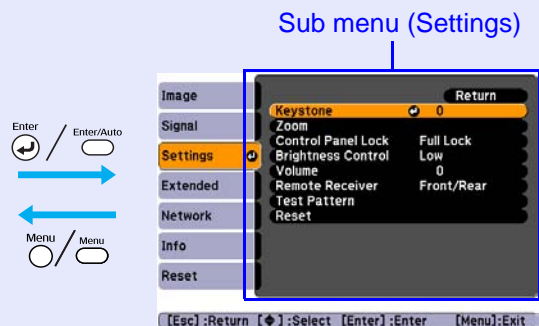 Sub menu (Settings)
Image
Signal
Settings
Extended
Network
Info
Reset
Return
Keystone 0
Zoom
Control Panel Lock Full Lock
Brightness Control Low
Volume 0
Remote Receiver Front/Rear
Test Pattern
Reset
Enter / Enter/Auto
Menu / Menu
[Esc] :Return [◆] :Select [Enter] :Enter [Menu]:Exit